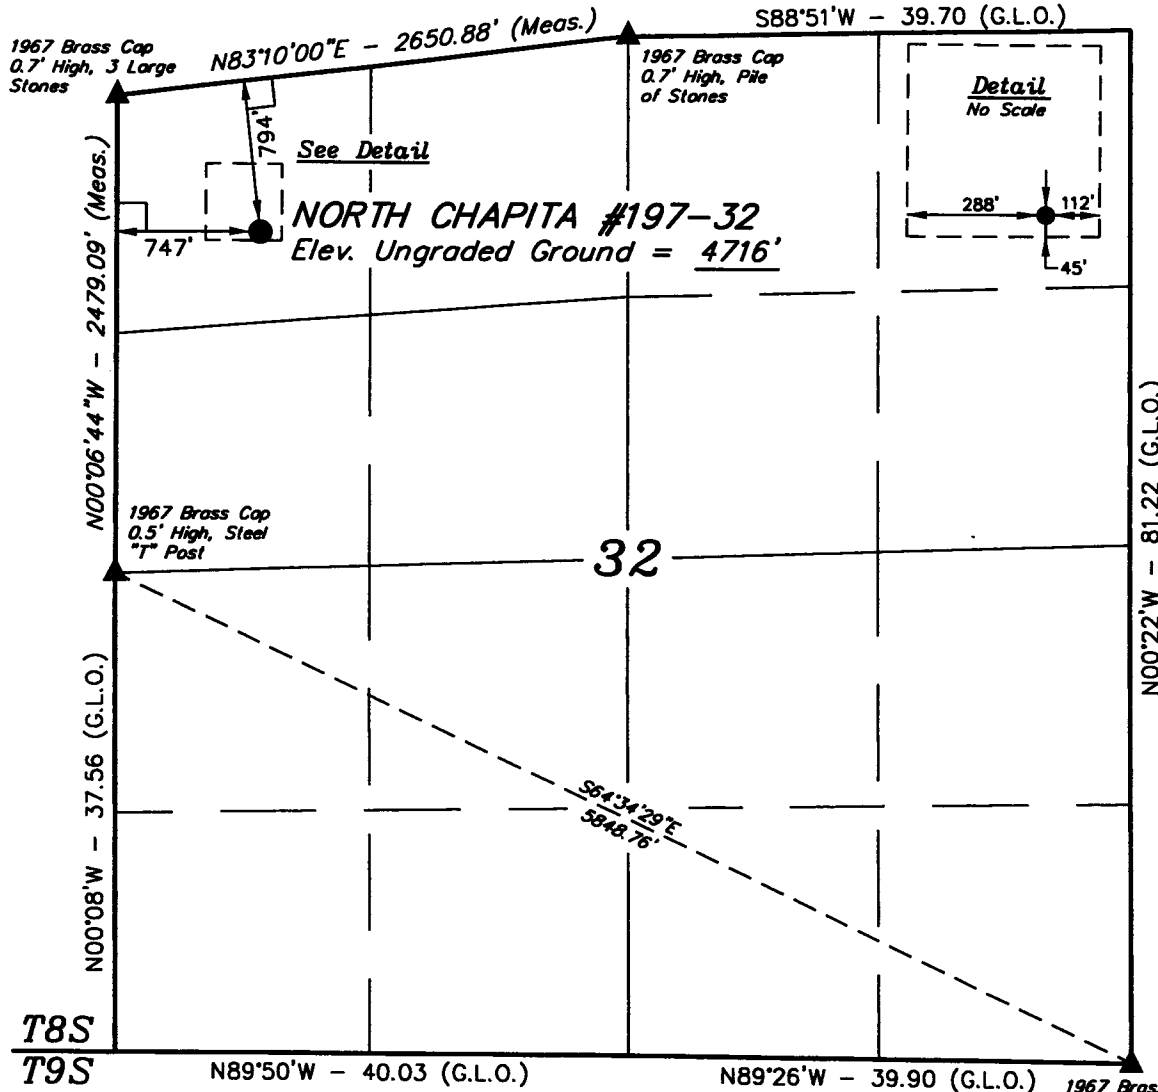 S88°51'W - 39.70 (G.L.O.)
1967 Brass Cap
0.7' High, 3 Large
Stones
N83°10'00"E - 2650.88' (Meas.)
1967 Brass Cap
0.7' High, Pile
of Stones
Detail
No Scale
288'
112'
45'
794'
See Detail
NORTH CHAPITA #197-32
Elev. Ungraded Ground = 4716'
747'
N00°06'44"W - 2479.09' (Meas.)
1967 Brass Cap
0.5' High, Steel
"T" Post
32
N00°22'W - 81.22 (G.L.O.)
N00°08'W - 37.56 (G.L.O.)
S64°34'29"E
5848.76'
T8S
T9S
N89°50'W - 40.03 (G.L.O.)
N89°26'W - 39.90 (G.L.O.)
1967 Bras